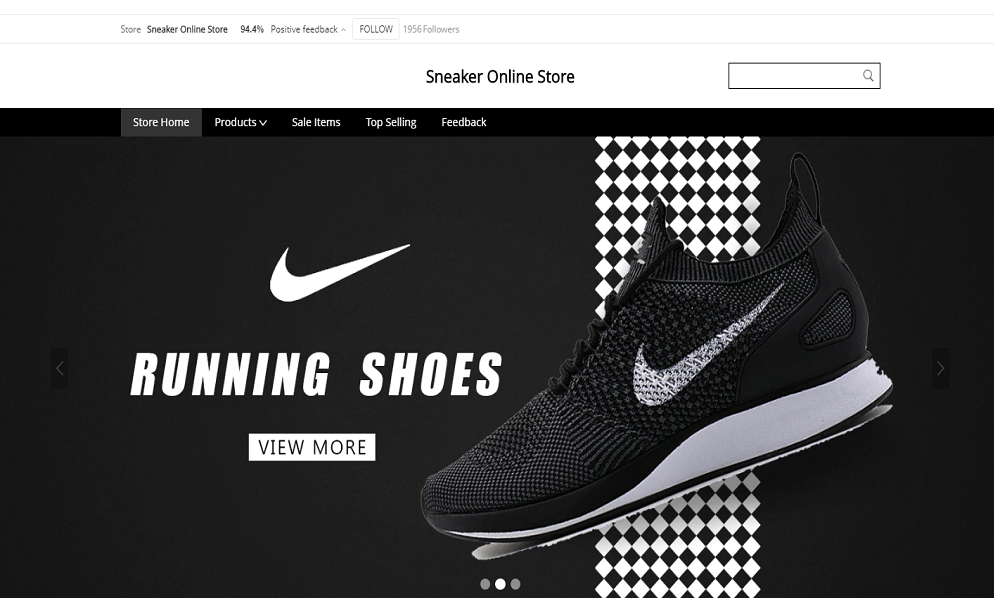 Store Sneaker Online Store 94.4% Positive feedback FOLLOW 1956 Followers
Sneaker Online Store
Store Home Products Sale Items Top Selling Feedback
RUNNING SHOES
VIEW MORE